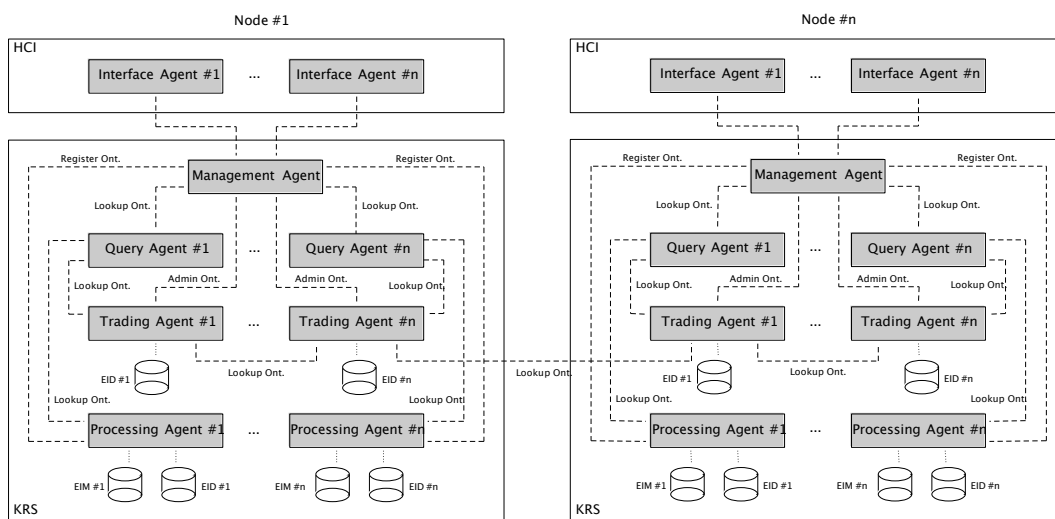 Node #1
Node #n
HCI
Interface Agent #1 ... Interface Agent #n
HCI
Interface Agent #1 ... Interface Agent #n
Register Ont.
Register Ont.
Management Agent
Lookup Ont.
Lookup Ont.
Query Agent #1 ... Query Agent #n
Lookup Ont.
Admin Ont.
Admin Ont.
Lookup Ont.
Trading Agent #1 ... Trading Agent #n
EID #1
Lookup Ont.
EID #n
Lookup Ont.
Lookup Ont.
Processing Agent #1 ... Processing Agent #n
EIM #1
EID #1
EIM #n
EID #n
KRS
Lookup Ont.
Register Ont.
Register Ont.
Management Agent
Lookup Ont.
Lookup Ont.
Query Agent #1 ... Query Agent #n
Lookup Ont.
Admin Ont.
Admin Ont.
Lookup Ont.
Trading Agent #1 ... Trading Agent #n
EID #1
Lookup Ont.
EID #n
Lookup Ont.
Lookup Ont.
Processing Agent #1 ... Processing Agent #n
EIM #1
EID #1
EIM #n
EID #n
KRS